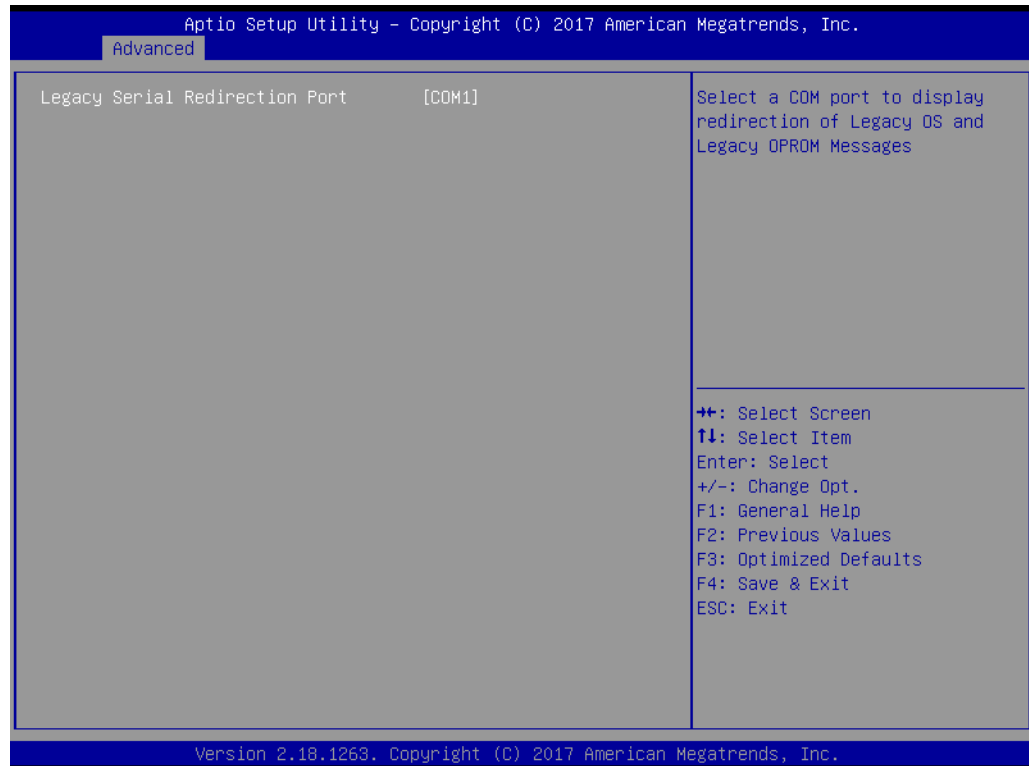 Aptio Setup Utility – Copyright (C) 2017 American Megatrends, Inc.
Advanced
Legacy Serial Redirection Port [COM1]
Select a COM port to display
redirection of Legacy OS and
Legacy OPROM Messages
→←: Select Screen
↑↓: Select Item
Enter: Select
+/-: Change Opt.
F1: General Help
F2: Previous Values
F3: Optimized Defaults
F4: Save & Exit
ESC: Exit
Version 2.18.1263. Copyright (C) 2017 American Megatrends, Inc.